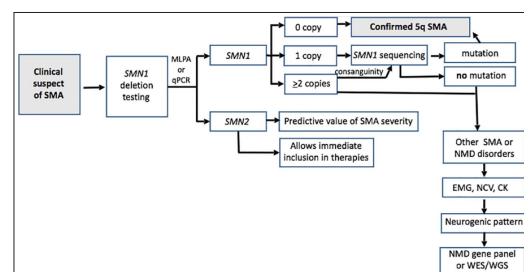 Clinical
suspect
of SMA
SMN1
deletion
testing
MLPA
or
qPCR
SMN1
0 copy
Confirmed 5q SMA
1 copy
SMN1 sequencing
mutation
consanguinity
≥2 copies
no mutation
SMN2
Predictive value of SMA severity
Allows immediate
inclusion in therapies
Other
SMA or
NMD disorders
EMG, NCV, CK
Neurogenic pattern
NMD gene panel
or WES/WGS